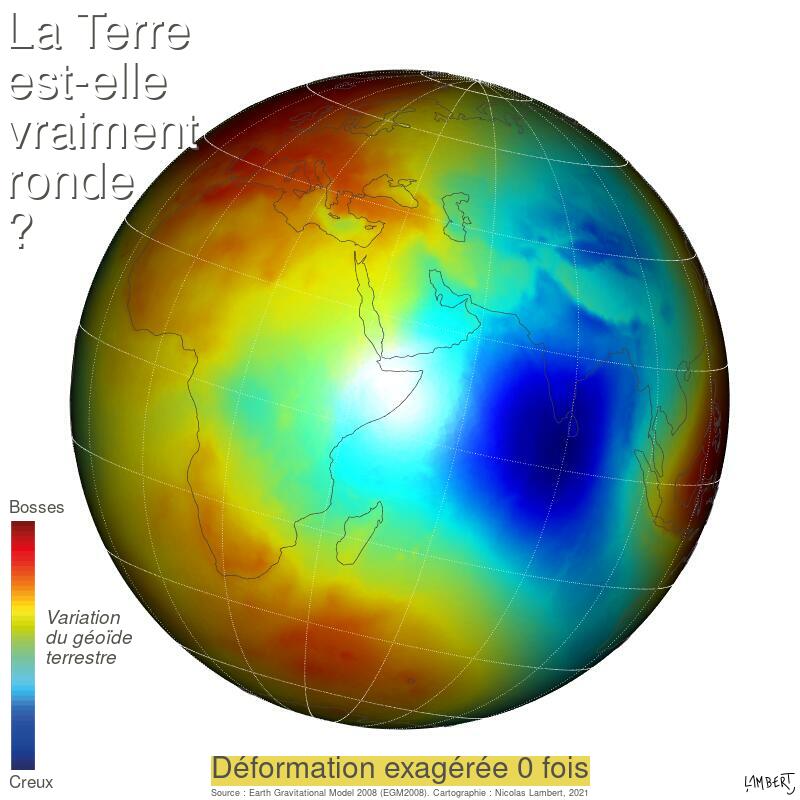 La Terre
est-elle
vraiment
ronde
?
Bosses
Variation
du géoïde
terrestre
Creux
Déformation exagérée 0 fois
Source : Earth Gravitational Model 2008 (EGM2008). Cartographie : Nicolas Lambert, 2021
LAMBERT